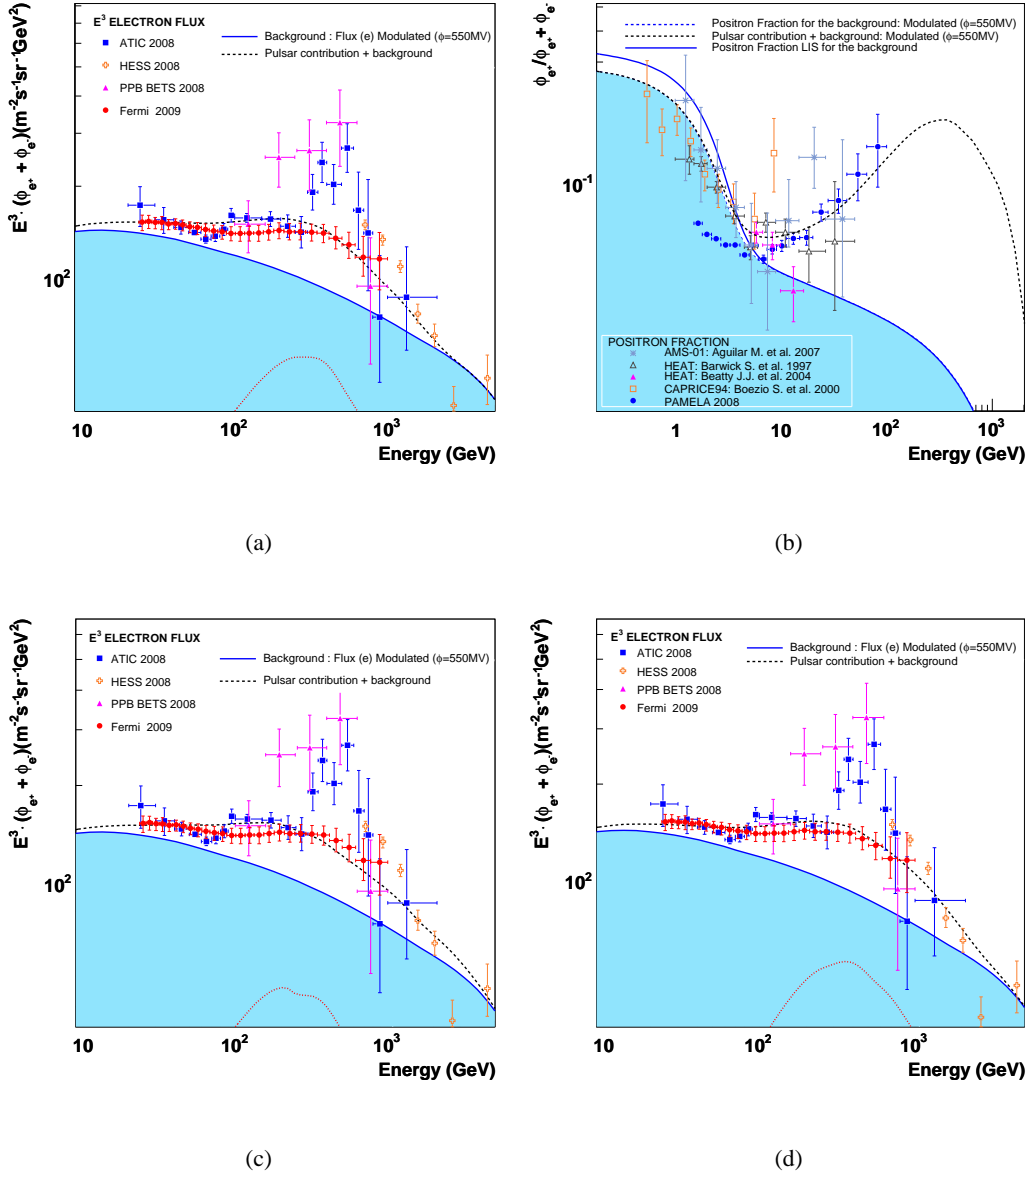 E³ ELECTRON FLUX
ATIC 2008
HESS 2008
PPB BETS 2008
Fermi 2009
Background : Flux (e) Modulated (ϕ=550MV)
Pulsar contribution + background
E³· (ϕe⁺ + ϕe⁻)(m⁻²s⁻¹sr⁻¹GeV²)
10²
10 10² 10³
Energy (GeV)
(a)
Positron Fraction for the background: Modulated (ϕ=550MV)
Pulsar contribution + background: Modulated (ϕ=550MV)
Positron Fraction LIS for the background
ϕe⁺/ϕe⁺ + ϕe⁻
10⁻¹
POSITRON FRACTION
AMS-01: Aguilar M. et al. 2007
HEAT: Barwick S. et al. 1997
HEAT: Beatty J.J. et al. 2004
CAPRICE94: Boezio S. et al. 2000
PAMELA 2008
1 10 10² 10³
Energy (GeV)
(b)
E³ ELECTRON FLUX
ATIC 2008
HESS 2008
PPB BETS 2008
Fermi 2009
Background : Flux (e) Modulated (ϕ=550MV)
Pulsar contribution + background
E³· (ϕe⁺ + ϕe⁻)(m⁻²s⁻¹sr⁻¹GeV²)
10²
10 10² 10³
Energy (GeV)
(c)
E³ ELECTRON FLUX
ATIC 2008
HESS 2008
PPB BETS 2008
Fermi 2009
Background : Flux (e) Modulated (ϕ=550MV)
Pulsar contribution + background
E³· (ϕe⁺ + ϕe⁻)(m⁻²s⁻¹sr⁻¹GeV²)
10²
10 10² 10³
Energy (GeV)
(d)